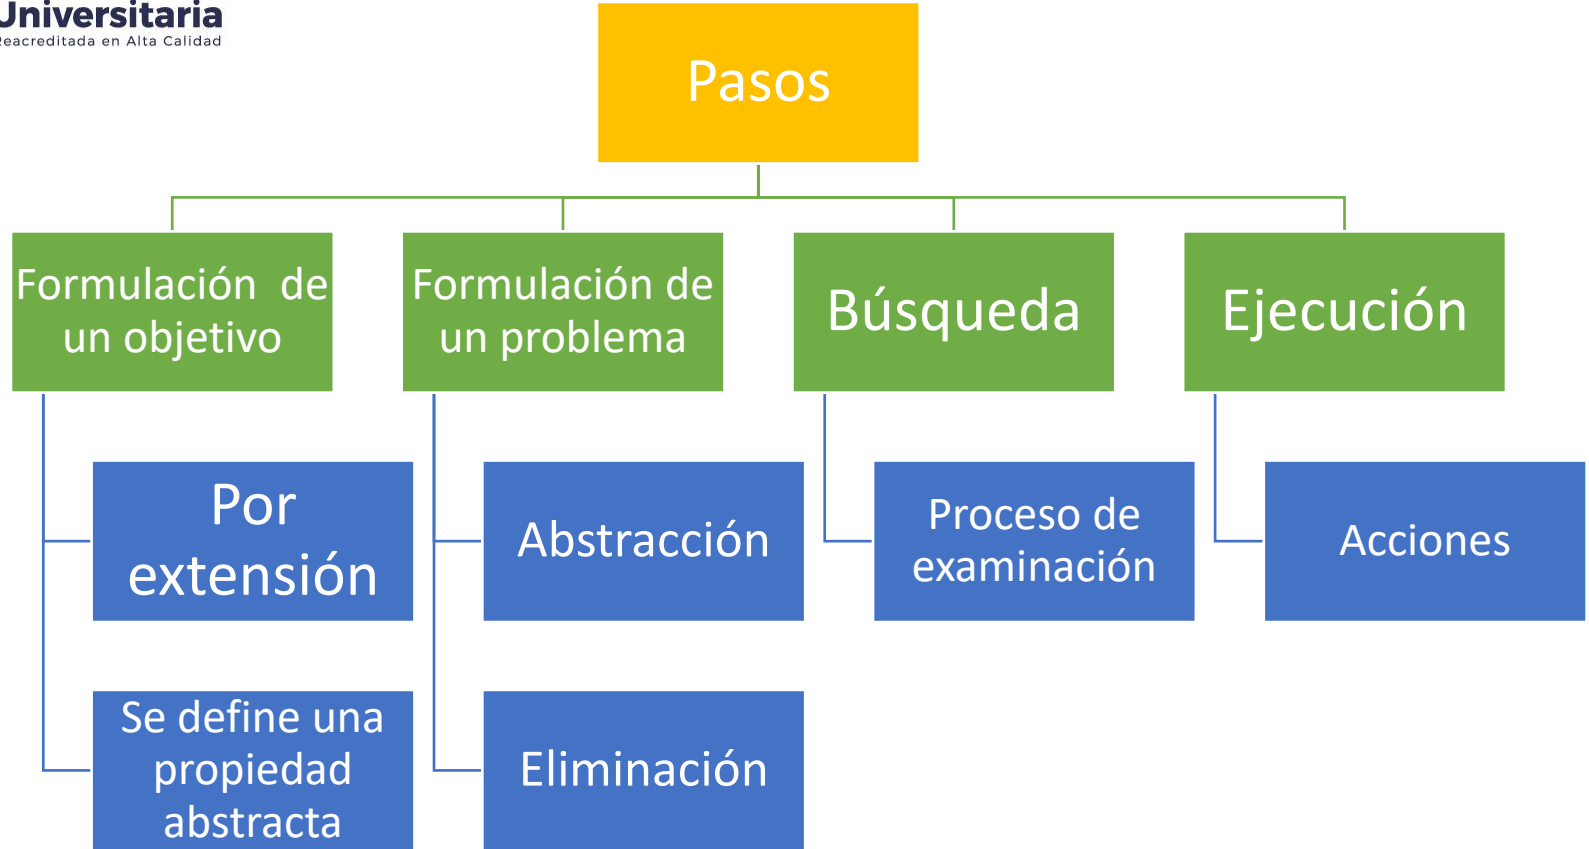 Universitaria
Reacreditada en Alta Calidad
Pasos
Formulación de
un objetivo
Formulación de
un problema
Búsqueda
Ejecución
Por
extensión
Abstracción
Proceso de
examinación
Acciones
Se define una
propiedad
abstracta
Eliminación